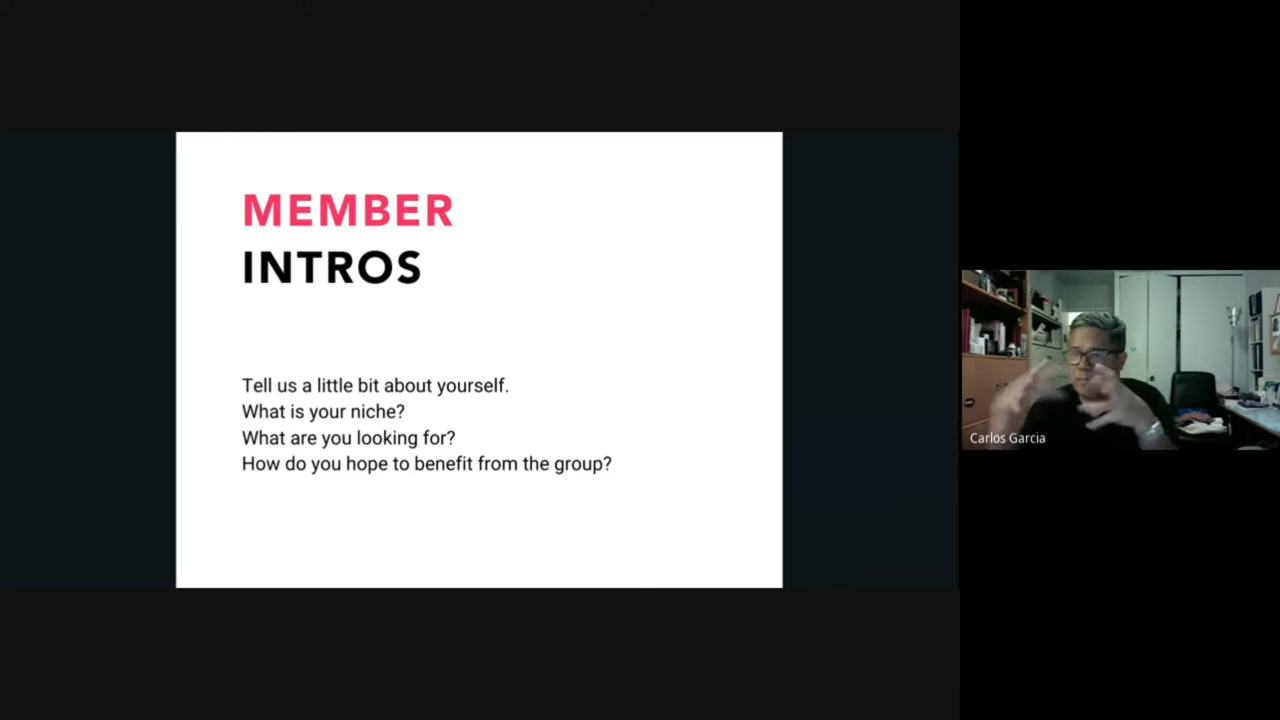 MEMBER
INTROS
Tell us a little bit about yourself.
What is your niche?
What are you looking for?
How do you hope to benefit from the group?
Carlos Garcia